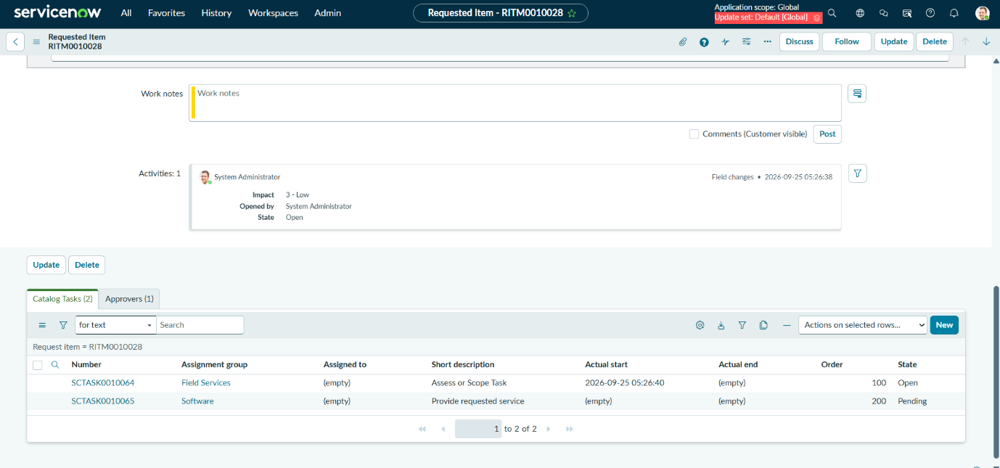 servicenow All Favorites History Workspaces Admin Requested Item - RITM0010028 Application scope: Global
Update set: Default [Global]
Requested Item
RITM0010028
Discuss Follow Update Delete
Work notes Work notes
Comments (Customer visible) Post
Activities: 1 System Administrator Field changes • 2026-09-25 05:26:38
Impact 3 - Low
Opened by System Administrator
State Open
Update Delete
Catalog Tasks (2) Approvers (1)
for text Search Actions on selected rows... New
Request item = RITM0010028
Number Assignment group Assigned to Short description Actual start Actual end Order State
SCTASK0010064 Field Services (empty) Assess or Scope Task 2026-09-25 05:26:40 (empty) 100 Open
SCTASK0010065 Software (empty) Provide requested service (empty) (empty) 200 Pending
1 to 2 of 2